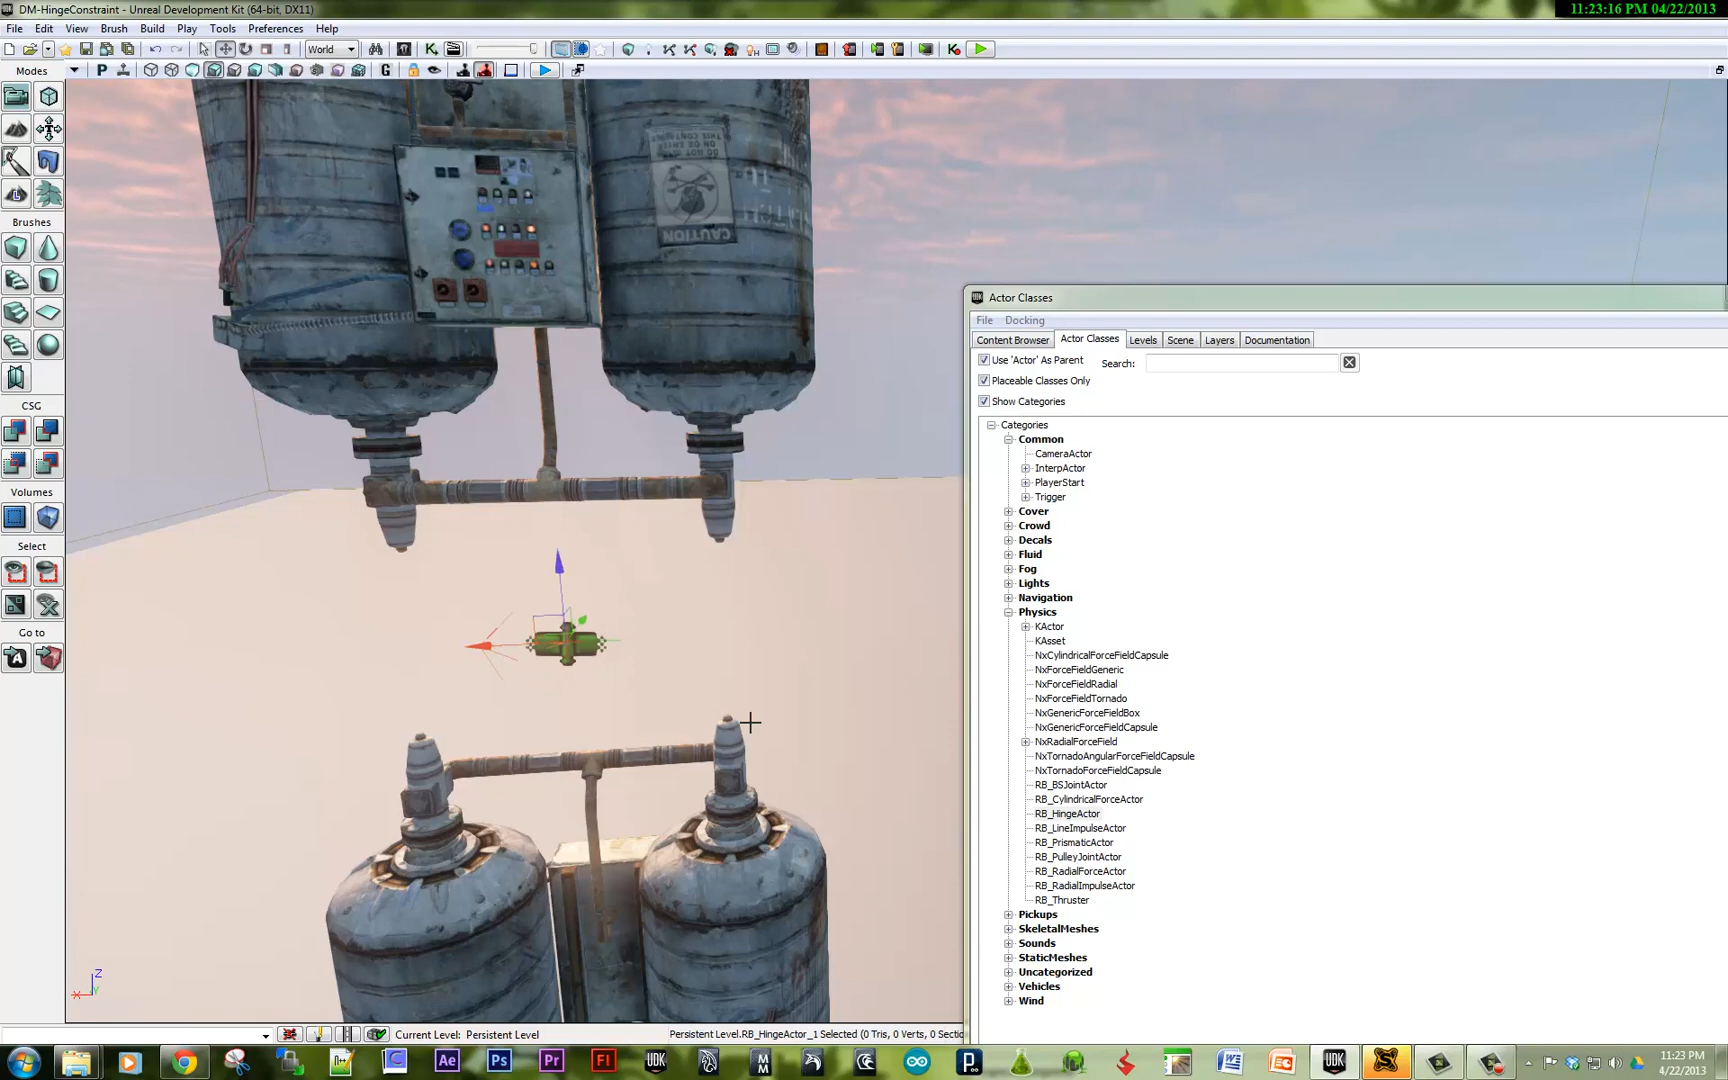 DM-HingeConstraint - Unreal Development Kit (64-bit, DX11)
11:23:16 PM 04/22/2013
File Edit View Brush Build Play Tools Preferences Help
World
Modes
P
G
Brushes
CSG
Volumes
Select
Go to
CAUTION
Actor Classes
File Docking
Content Browser Actor Classes Levels Scene Layers Documentation
Use 'Actor' As Parent Search:
Placeable Classes Only
Show Categories
Categories
Common
CameraActor
InterpActor
PlayerStart
Trigger
Cover
Crowd
Decals
Fluid
Fog
Lights
Navigation
Physics
KActor
KAsset
NxCylindricalForceFieldCapsule
NxForceFieldGeneric
NxForceFieldRadial
NxForceFieldTornado
NxGenericForceFieldBox
NxGenericForceFieldCapsule
NxRadialForceField
NxTornadoAngularForceFieldCapsule
NxTornadoForceFieldCapsule
RB_BSJointActor
RB_CylindricalForceActor
RB_HingeActor
RB_LineImpulseActor
RB_PrismaticActor
RB_PulleyJointActor
RB_RadialForceActor
RB_RadialImpulseActor
RB_Thruster
Pickups
SkeletalMeshes
Sounds
StaticMeshes
Uncategorized
Vehicles
Wind
Z
X
Y
Current Level: Persistent Level
Persistent Level.RB_HingeActor_1 Selected (0 Tris, 0 Verts, 0 Sectio
Ae Ps Pr Fl UDK
11:23 PM
4/22/2013